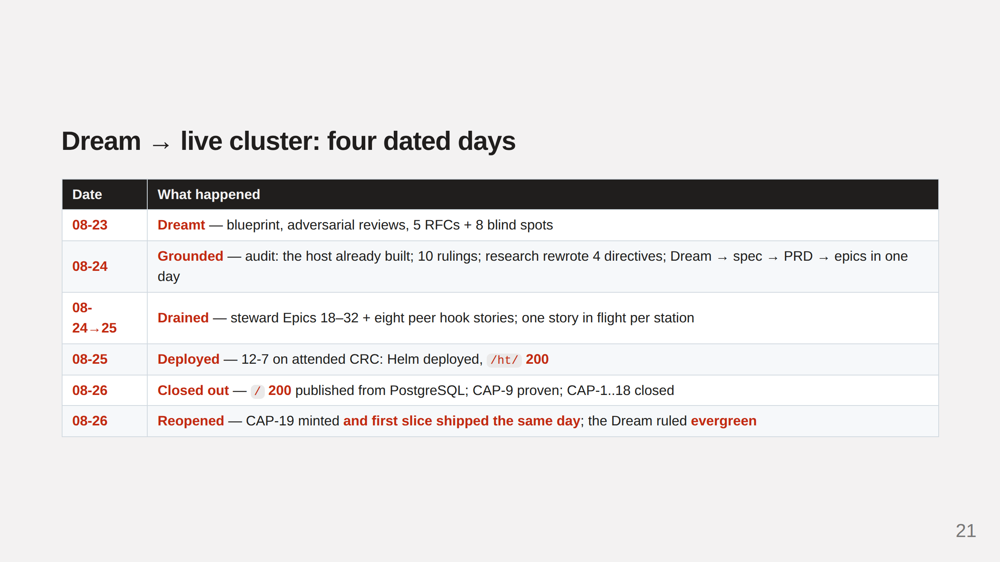 Dream → live cluster: four dated days
Date What happened
08-23 Dreamt — blueprint, adversarial reviews, 5 RFCs + 8 blind spots
08-24 Grounded — audit: the host already built; 10 rulings; research rewrote 4 directives; Dream → spec → PRD → epics in one
day
08-
24→25
Drained — steward Epics 18–32 + eight peer hook stories; one story in flight per station
08-25 Deployed — 12-7 on attended CRC: Helm deployed, /ht/ 200
08-26 Closed out — / 200 published from PostgreSQL; CAP-9 proven; CAP-1..18 closed
08-26 Reopened — CAP-19 minted and first slice shipped the same day; the Dream ruled evergreen
21